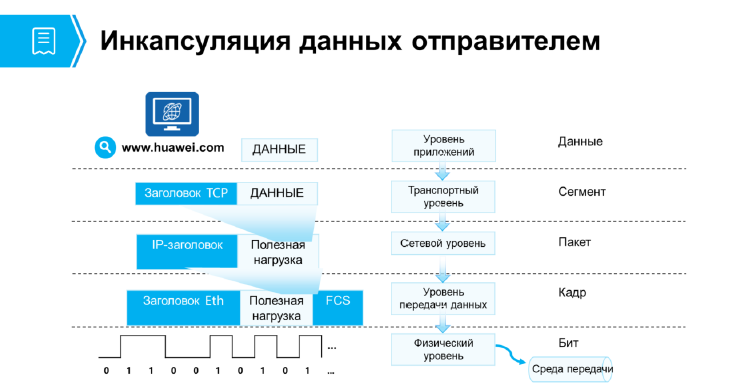 Инкапсуляция данных отправителем
www.huawei.com
ДАННЫЕ
Уровень
приложений
Данные
Заголовок TCP
ДАННЫЕ
Транспортный
уровень
Сегмент
IP-заголовок
Полезная
нагрузка
Сетевой уровень
Пакет
Заголовок Eth
Полезная
нагрузка
FCS
Уровень
передачи данных
Кадр
...
Физический
уровень
Бит
0 1 1 0 0 1 0 1 0 1 ...
Среда передачи